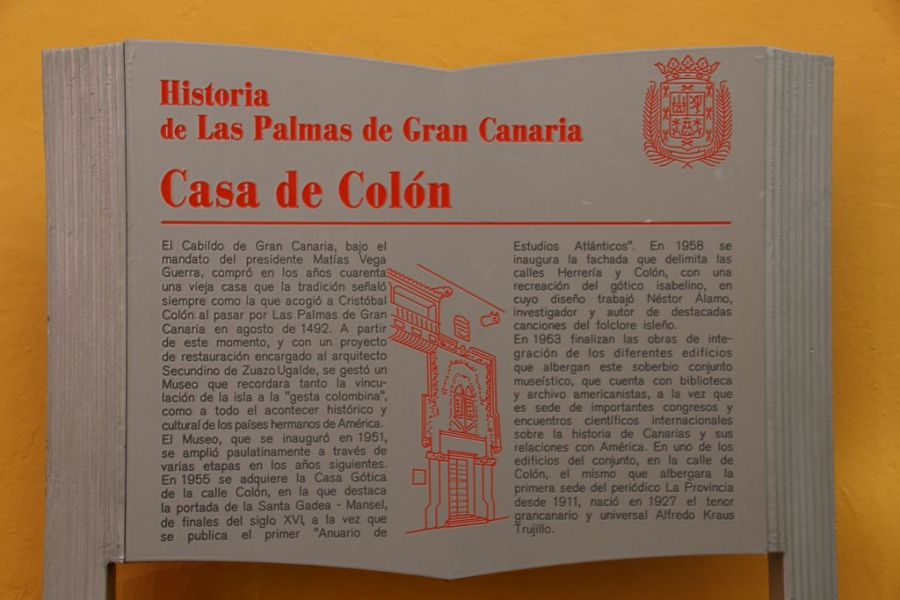 Historia
de Las Palmas de Gran Canaria
Casa de Colón
El Cabildo de Gran Canaria, bajo el
mandato del presidente Matías Vega
Guerra, compró en los años cuarenta
una vieja casa que la tradición señaló
siempre como la que acogió a Cristóbal
Colón al pasar por Las Palmas de Gran
Canaria en agosto de 1492. A partir
de este momento, y con un proyecto
de restauración encargado al arquitecto
Secundino de Zuazo Ugalde, se gestó un
Museo que recordara tanto la vincu-
lación de la isla a la "gesta colombina",
como a todo el acontecer histórico y
cultural de los países hermanos de América.
El Museo, que se inauguró en 1951,
se amplió paulatinamente a través de
varias etapas en los años siguientes.
En 1955 se adquiere la Casa Gótica
de la calle Colón, en la que destaca
la portada de la Santa Gadea - Mansel,
de finales del siglo XVI, a la vez que
se publica el primer "Anuario de
Estudios Atlánticos". En 1958 se
inaugura la fachada que delimita las
calles Herrería y Colón, con una
recreación del gótico isabelino, en
cuyo diseño trabajó Néstor Álamo,
investigador y autor de destacadas
canciones del folclore isleño.
En 1963 finalizan las obras de inte-
gración de los diferentes edificios
que albergan este soberbio conjunto
museístico, que cuenta con biblioteca
y archivo americanistas, a la vez que
es sede de importantes congresos y
encuentros científicos internacionales
sobre la historia de Canarias y sus
relaciones con América. En uno de los
edificios del conjunto, en la calle de
Colón, el mismo que albergara la
primera sede del periódico La Provincia
desde 1911, nació en 1927 el tenor
grancanario y universal Alfredo Kraus
Trujillo.